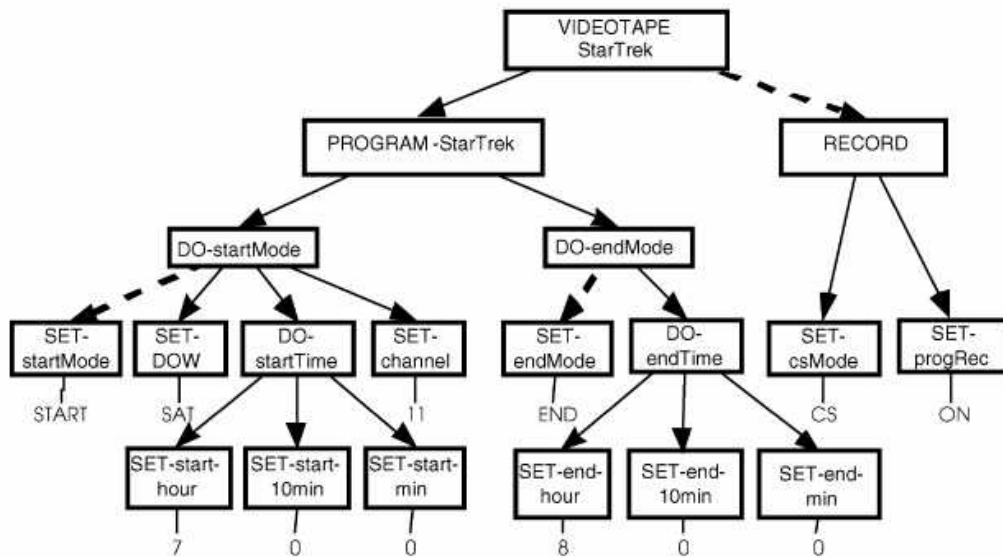 VIDEOTAPE
StarTrek
PROGRAM -StarTrek
RECORD
DO-startMode
DO-endMode
SET-
startMode
SET-
DOW
DO-
startTime
SET-
channel
SET-
endMode
DO-
endTime
SET-
csMode
SET-
progRec
START
SAT
11
END
CS
ON
SET-start-
hour
SET-start-
10min
SET-start-
min
SET-end-
hour
SET-end-
10min
SET-end-
min
7
0
0
8
0
0